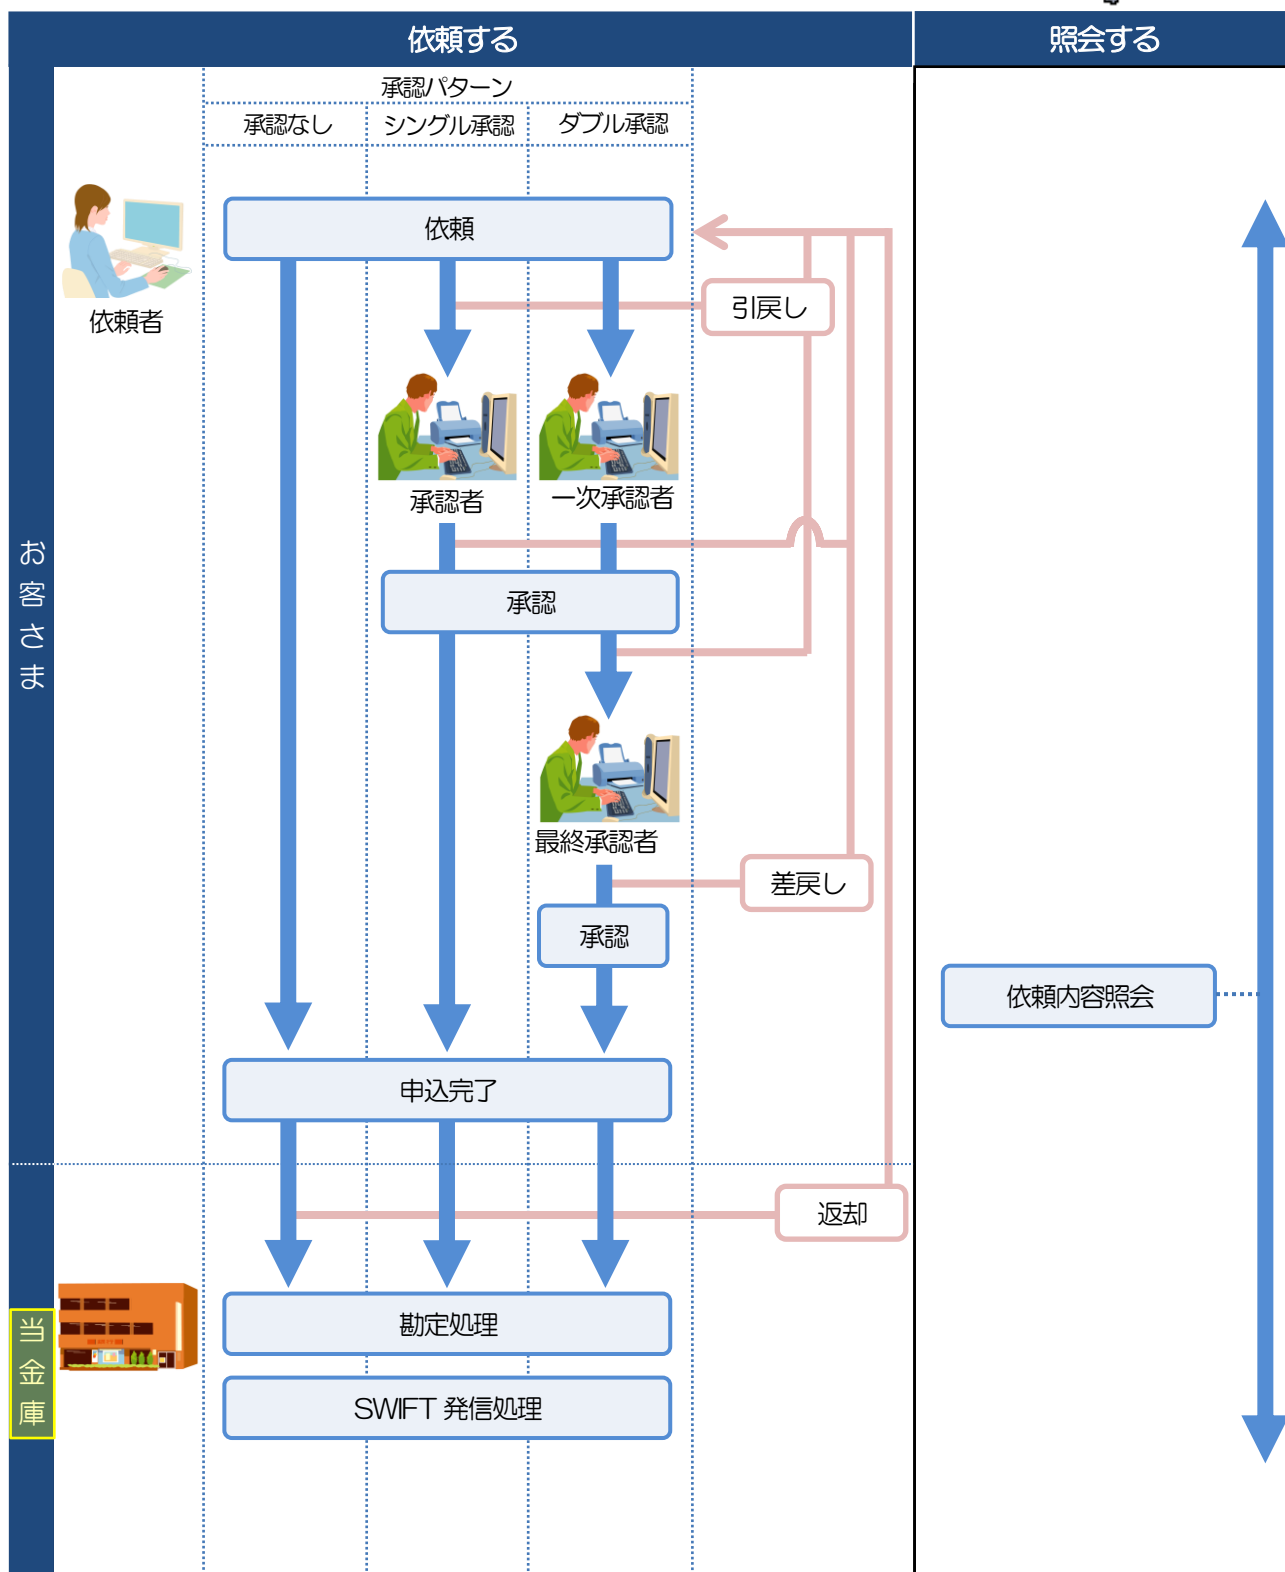 依頼する
照会する
承認パターン
承認なし
シングル承認
ダブル承認
依頼
引戻し
依頼者
承認者
一次承認者
お客さま
承認
最終承認者
差戻し
承認
依頼内容照会
申込完了
返却
勘定処理
当金庫
SWIFT 発信処理